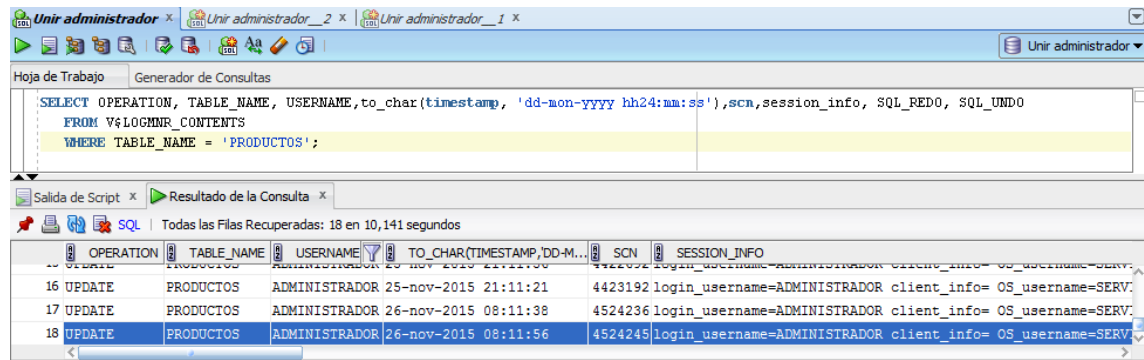 Unir administrador x Unir administrador__2 x Unir administrador__1 x
Unir administrador
Hoja de Trabajo Generador de Consultas
SELECT OPERATION, TABLE_NAME, USERNAME,to_char(timestamp, 'dd-mon-yyyy hh24:mm:ss'),scn,session_info, SQL_REDO, SQL_UNDO
FROM V$LOGMNR_CONTENTS
WHERE TABLE_NAME = 'PRODUCTOS';
Salida de Script x Resultado de la Consulta x
SQL | Todas las Filas Recuperadas: 18 en 10,141 segundos
OPERATION TABLE_NAME USERNAME TO_CHAR(TIMESTAMP,'DD-M... SCN SESSION_INFO
16 UPDATE PRODUCTOS ADMINISTRADOR 25-nov-2015 21:11:21 4423192 login_username=ADMINISTRADOR client_info= OS_username=SERV
17 UPDATE PRODUCTOS ADMINISTRADOR 26-nov-2015 08:11:38 4524236 login_username=ADMINISTRADOR client_info= OS_username=SERV
18 UPDATE PRODUCTOS ADMINISTRADOR 26-nov-2015 08:11:56 4524245 login_username=ADMINISTRADOR client_info= OS_username=SERV